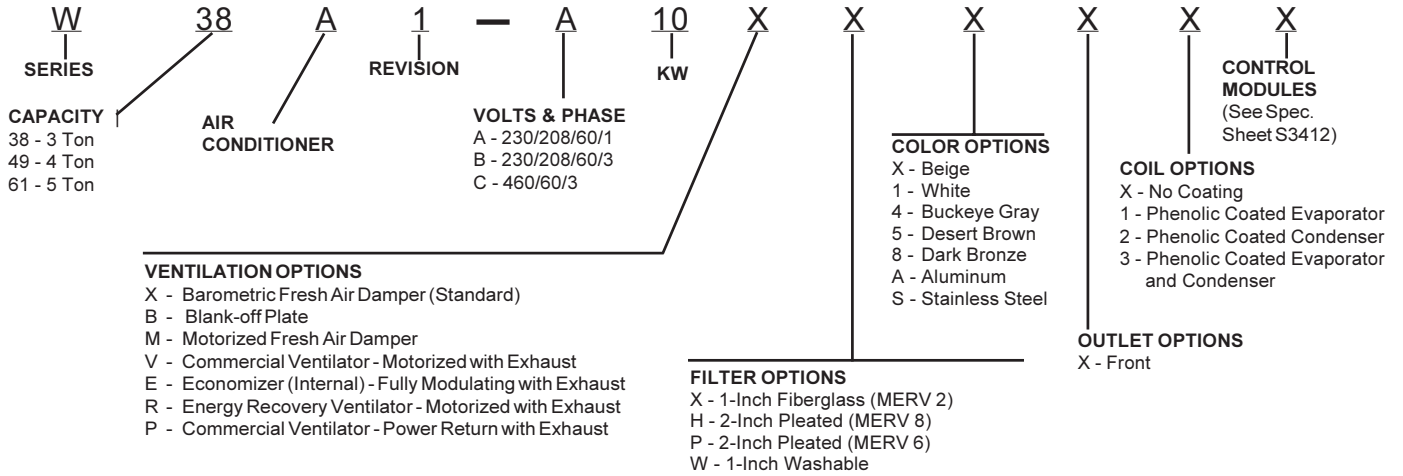 W 38 A 1 – A 10 X X X X X X
SERIES
REVISION
KW
CONTROL
MODULES
(See Spec.
Sheet S3412)
CAPACITY
38 - 3 Ton
49 - 4 Ton
61 - 5 Ton
AIR
CONDITIONER
VOLTS & PHASE
A - 230/208/60/1
B - 230/208/60/3
C - 460/60/3
COLOR OPTIONS
X - Beige
1 - White
4 - Buckeye Gray
5 - Desert Brown
8 - Dark Bronze
A - Aluminum
S - Stainless Steel
COIL OPTIONS
X - No Coating
1 - Phenolic Coated Evaporator
2 - Phenolic Coated Condenser
3 - Phenolic Coated Evaporator
and Condenser
VENTILATION OPTIONS
X - Barometric Fresh Air Damper (Standard)
B - Blank-off Plate
M - Motorized Fresh Air Damper
V - Commercial Ventilator - Motorized with Exhaust
E - Economizer (Internal) - Fully Modulating with Exhaust
R - Energy Recovery Ventilator - Motorized with Exhaust
P - Commercial Ventilator - Power Return with Exhaust
OUTLET OPTIONS
X - Front
FILTER OPTIONS
X - 1-Inch Fiberglass (MERV 2)
H - 2-Inch Pleated (MERV 8)
P - 2-Inch Pleated (MERV 6)
W - 1-Inch Washable